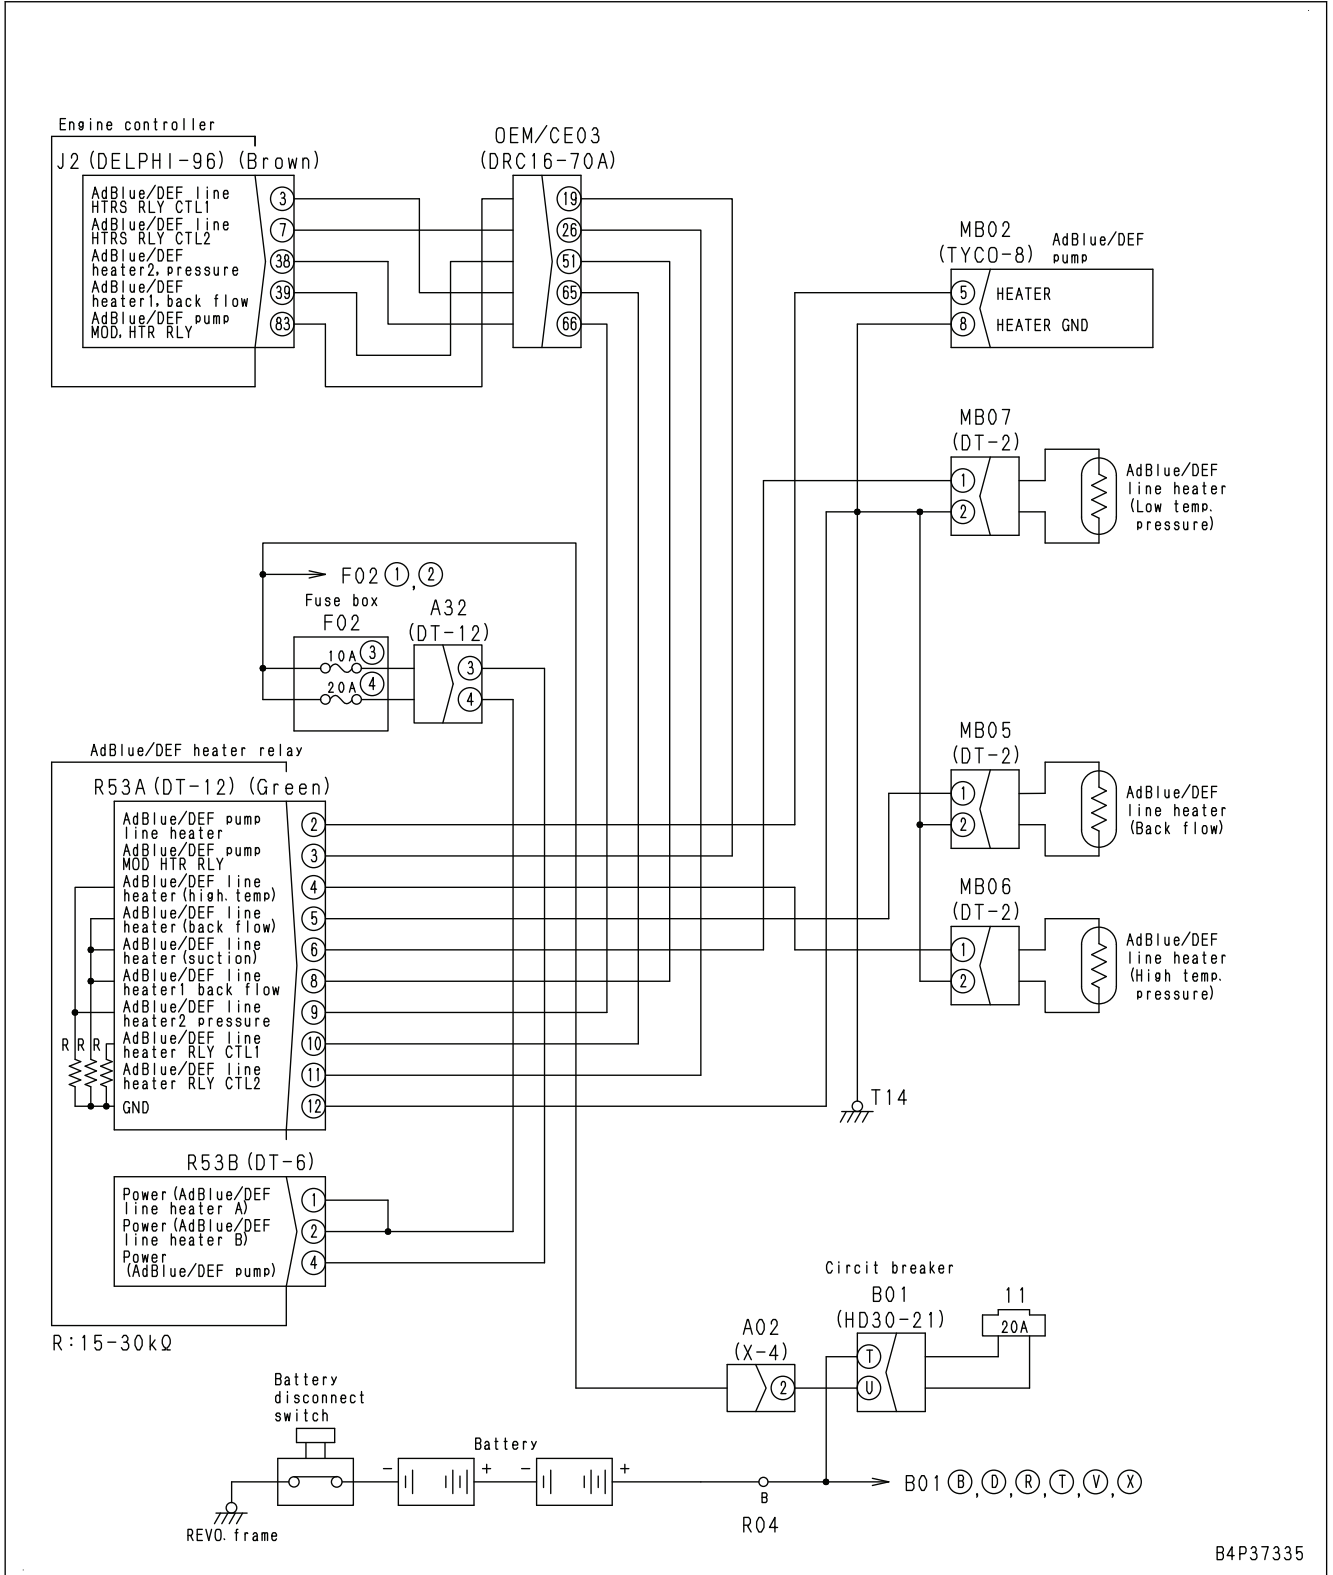 Engine controller
J2 (DELPHI-96) (Brown)
AdBlue/DEF line
HTRS RLY CTL1
3
AdBlue/DEF line
HTRS RLY CTL2
7
AdBlue/DEF
heater2, pressure
38
AdBlue/DEF
heater1, back flow
39
AdBlue/DEF pump
MOD. HTR RLY
83
OEM/CE03
(DRC16-70A)
19
26
51
65
66
MB02
(TYCO-8)
AdBlue/DEF
pump
5 HEATER
8 HEATER GND
MB07
(DT-2)
1
2
AdBlue/DEF
line heater
(Low temp.
pressure)
F02 1, 2
Fuse box
F02
10A 3
20A 4
A32
(DT-12)
3
4
MB05
(DT-2)
1
2
AdBlue/DEF
line heater
(Back flow)
MB06
(DT-2)
1
2
AdBlue/DEF
line heater
(High temp.
pressure)
AdBlue/DEF heater relay
R53A (DT-12) (Green)
AdBlue/DEF pump
line heater
2
AdBlue/DEF pump
MOD HTR RLY
3
AdBlue/DEF line
heater (high. temp)
4
AdBlue/DEF line
heater (back flow)
5
AdBlue/DEF line
heater (suction)
6
AdBlue/DEF line
heater1 back flow
8
AdBlue/DEF line
heater2 pressure
9
R R R
AdBlue/DEF line
heater RLY CTL1
10
AdBlue/DEF line
heater RLY CTL2
11
GND
12
T14
R53B (DT-6)
Power (AdBlue/DEF
line heater A)
1
Power (AdBlue/DEF
line heater B)
2
Power
(AdBlue/DEF pump)
4
R:15-30kΩ
Circit breaker
B01
(HD30-21)
T
U
11
20A
A02
(X-4)
2
Battery
disconnect
switch
Battery
- + - +
B
R04
B01 B, D, R, T, V, X
REVO. frame
B4P37335